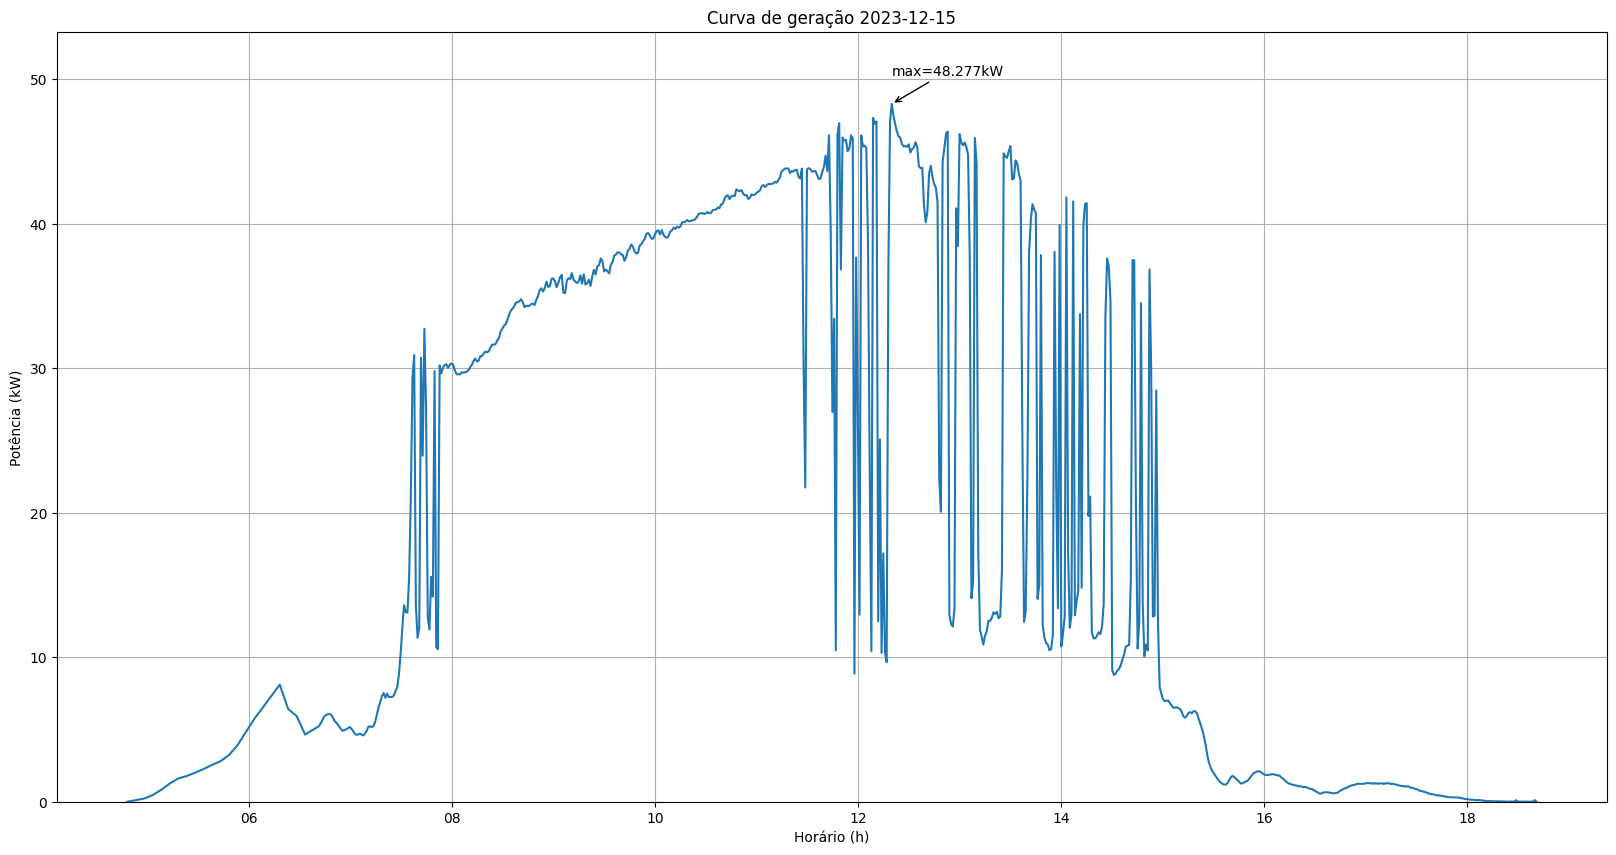 Curva de geração 2023-12-15
max=48.277kW
50
40
30
20
10
0
Potência (kW)
06 08 10 12 14 16 18
Horário (h)